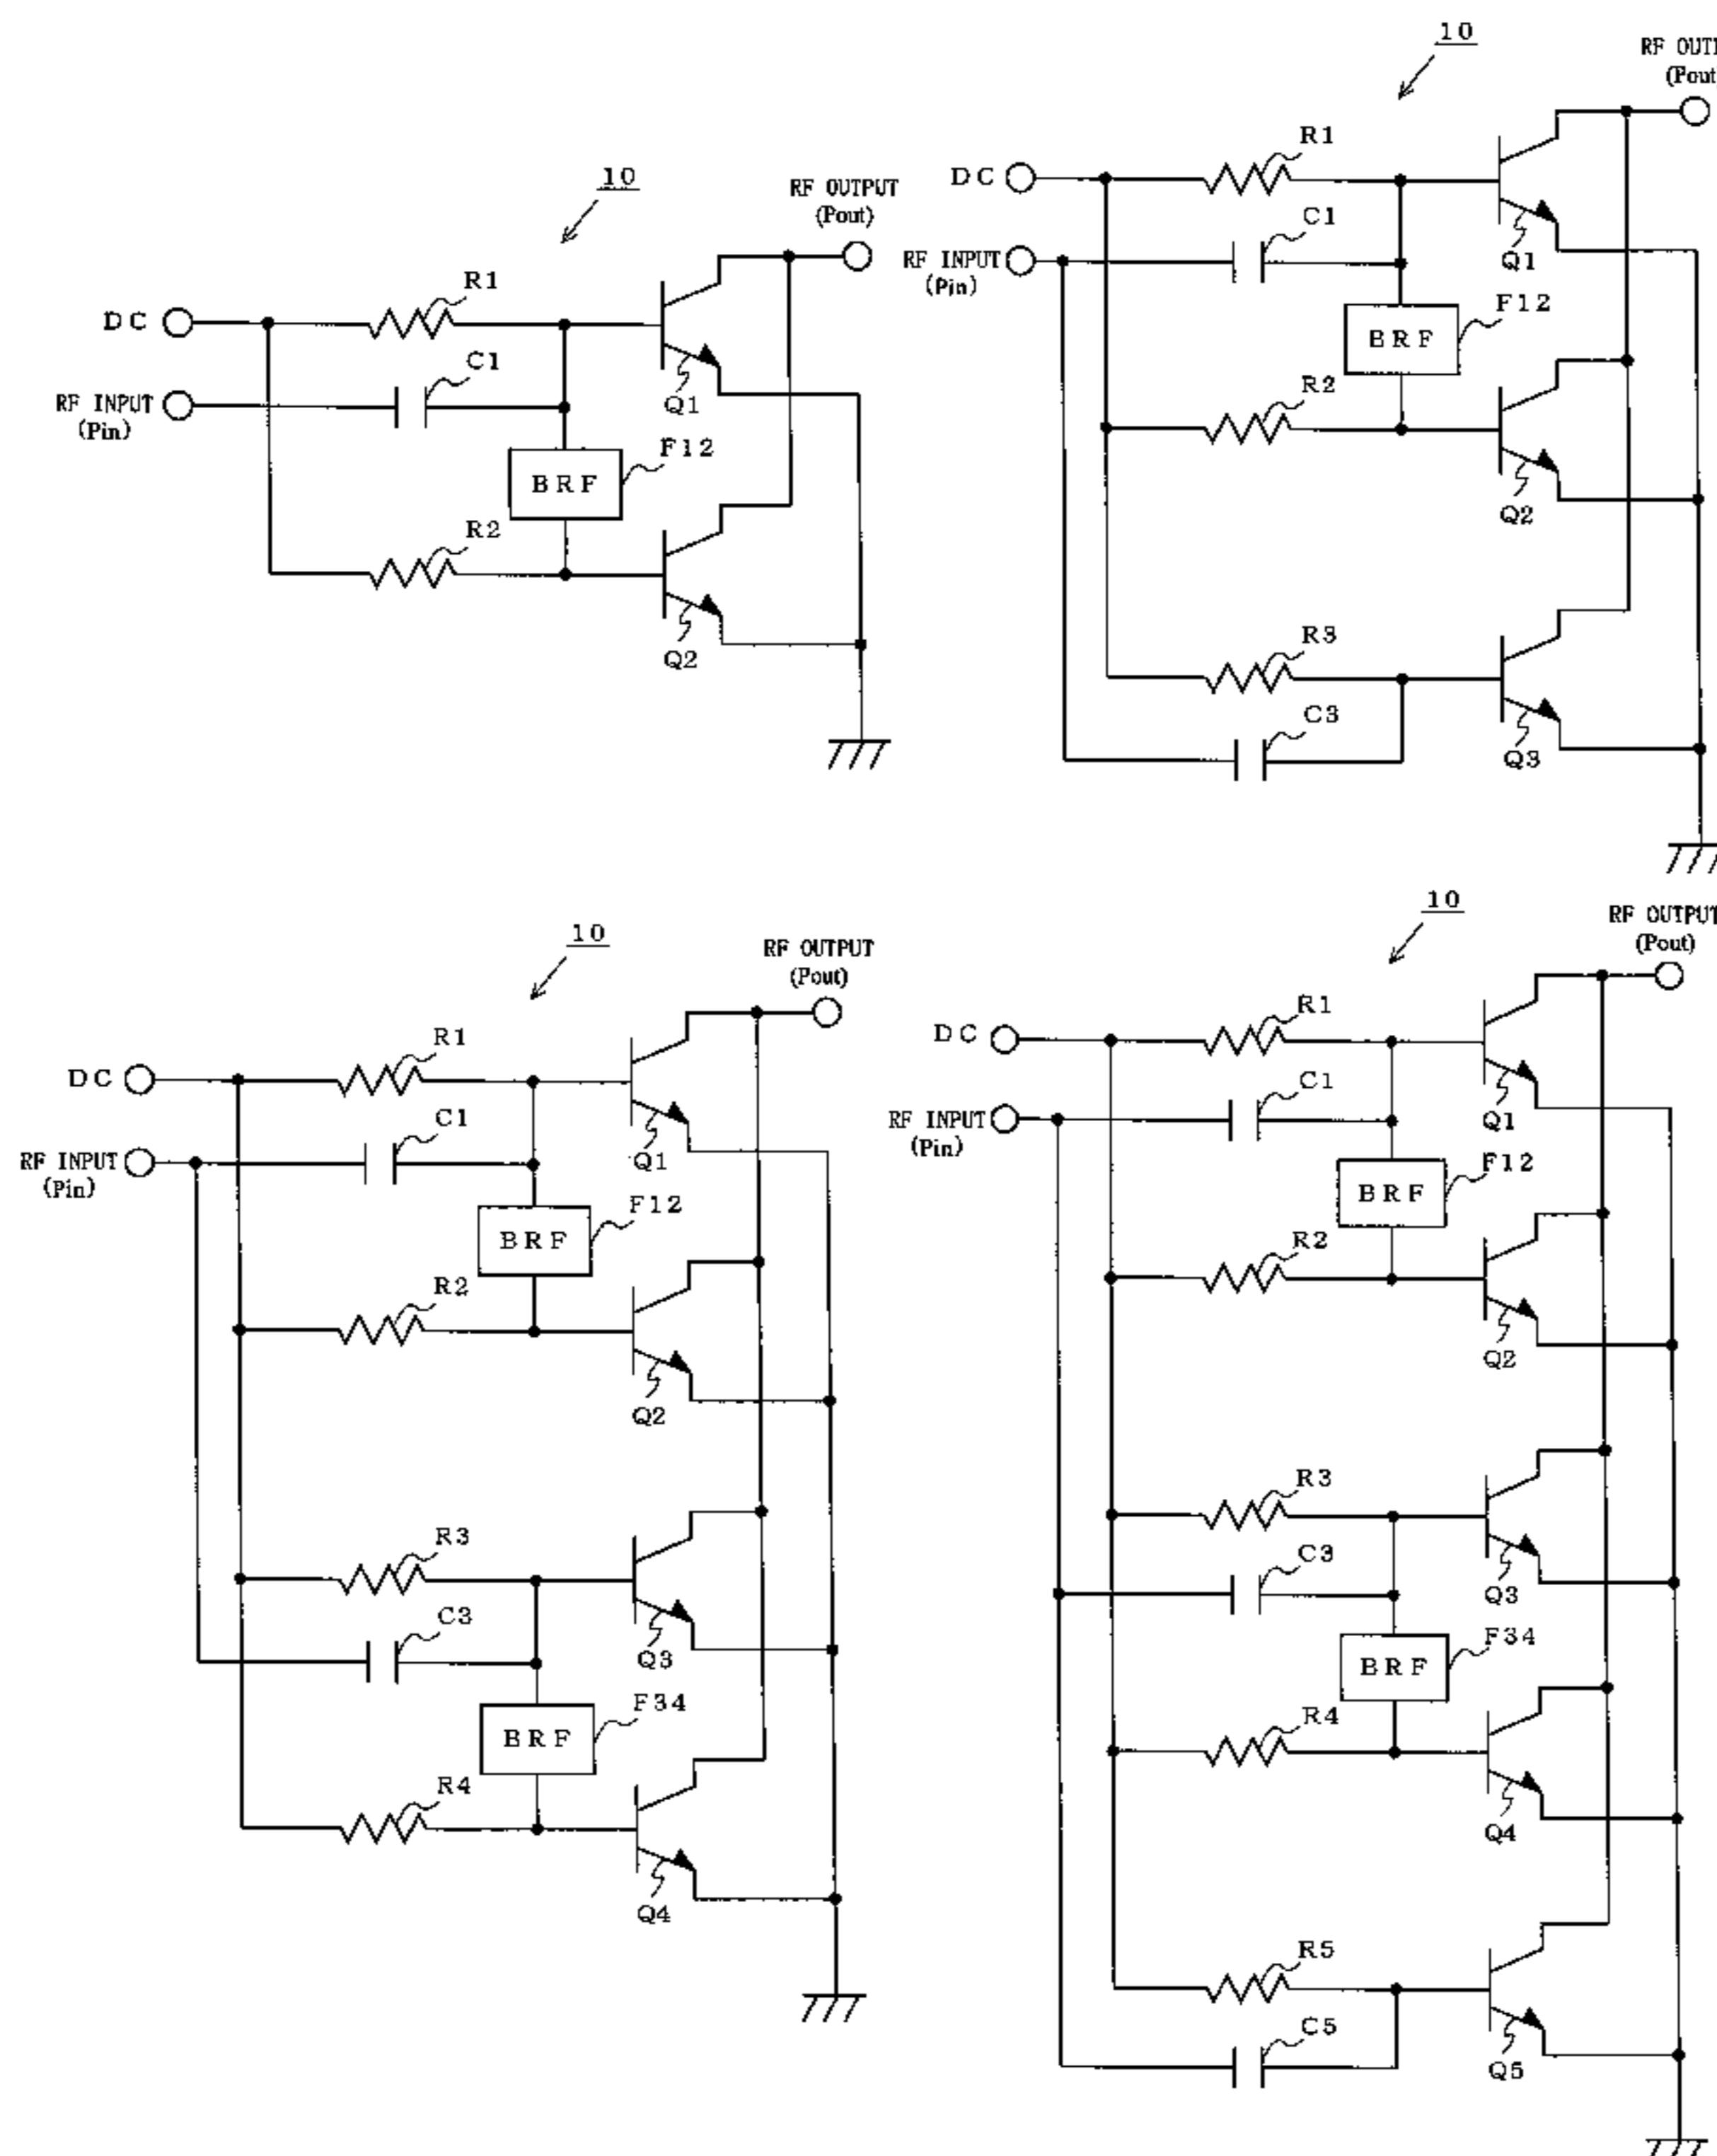 10
RF OUTPUT
(Pout)
R1
DC
C1
RF INPUT
(Pin)
Q1
F12
BRF
R2
Q2
10
RF OUTP
(Pout
R1
DC
C1
RF INPUT
(Pin)
Q1
F12
BRF
R2
Q2
R3
C3
Q3
10
RF OUTPUT
(Pout)
R1
DC
C1
RF INPUT
(Pin)
Q1
F12
BRF
R2
Q2
R3
C3
Q3
F34
BRF
R4
Q4
10
RF OUTPUT
(Pout)
R1
DC
C1
RF INPUT
(Pin)
Q1
F12
BRF
R2
Q2
R3
C3
Q3
F34
BRF
R4
Q4
R5
C5
Q5